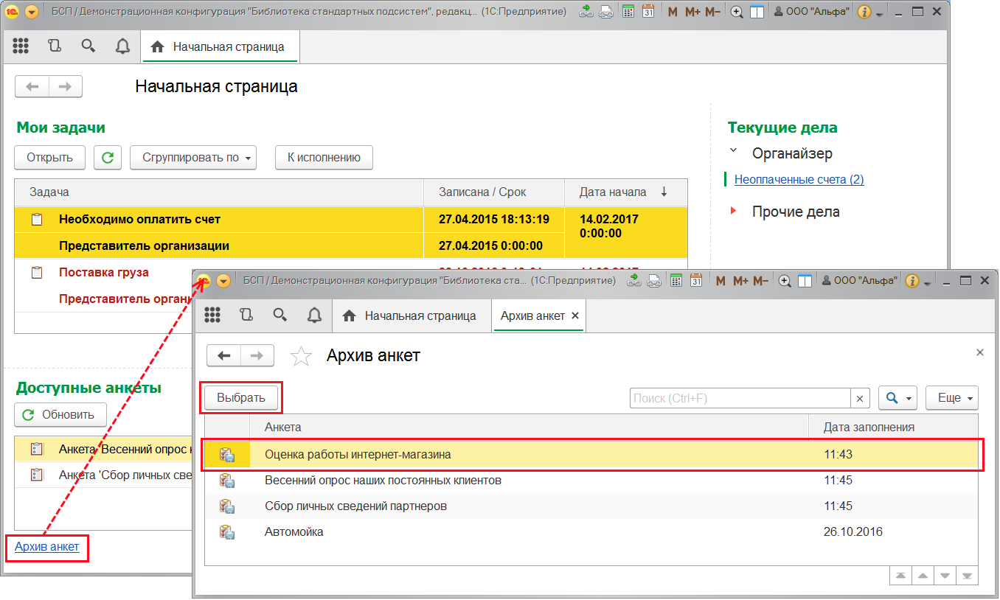 БСП / Демонстрационная конфигурация "Библиотека стандартных подсистем", редакц... (1С:Предприятие)
31 M M+ M− ООО "Альфа"
Начальная страница
Начальная страница
Мои задачи
Открыть Сгруппировать по К исполнению
Задача Записана / Срок Дата начала
Необходимо оплатить счет 27.04.2015 18:13:19 14.02.2017
0:00:00
Представитель организации 27.04.2015 0:00:00
Поставка груза
Представитель
Текущие дела
Органайзер
Неоплаченные счета (2)
Прочие дела
Доступные анкеты
Обновить
Анкета 'Весенний опрос
Анкета 'Сбор личных све
Архив анкет
БСП / Демонстрационная конфигурация "Библиотека ста... (1С:Предприятие)
31 M M+ M− ООО "Альфа"
Начальная страница Архив анкет
Архив анкет
Выбрать Поиск (Ctrl+F) Еще
Анкета Дата заполнения
Оценка работы интернет-магазина 11:43
Весенний опрос наших постоянных клиентов 11:45
Сбор личных сведений партнеров 11:45
Автомойка 26.10.2016